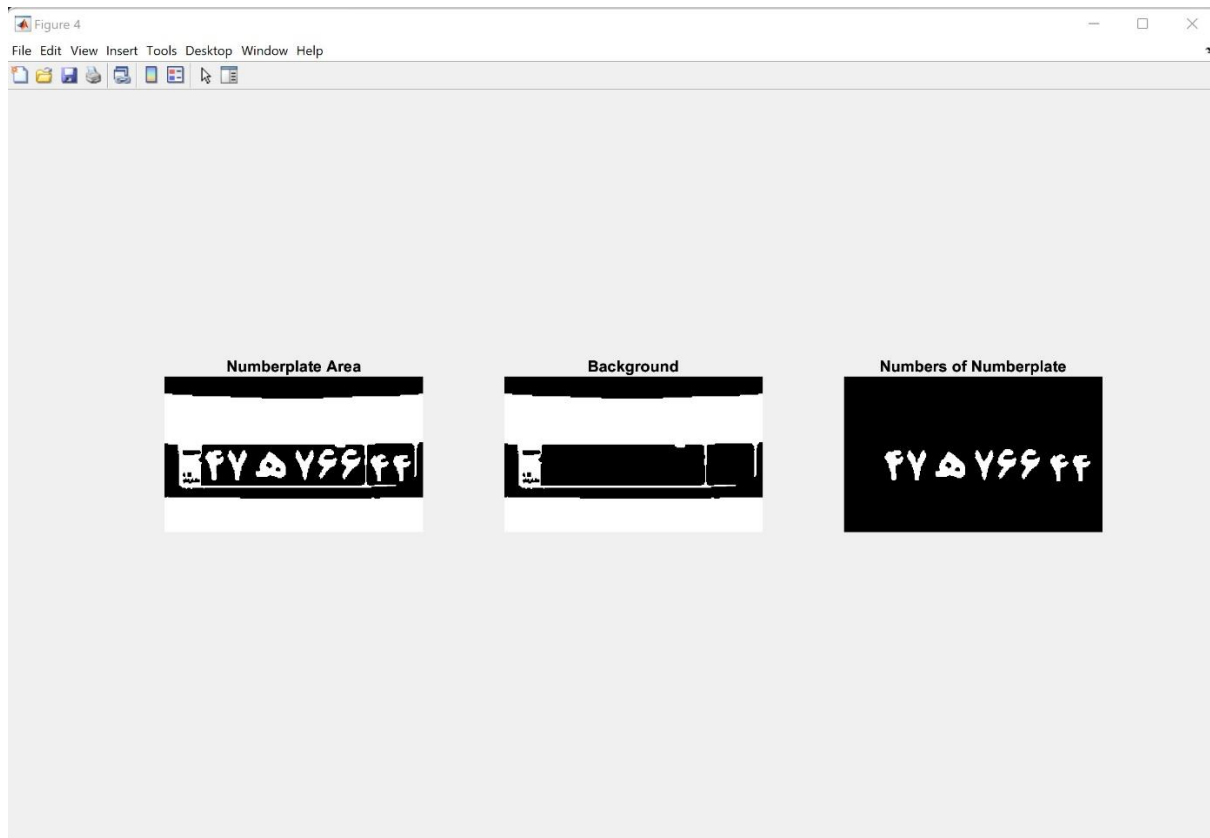 Figure 4
File Edit View Insert Tools Desktop Window Help
Numberplate Area
Background
Numbers of Numberplate
۴۷ ه ۷۶۶ ۴۴
۴۷ ه ۷۶۶ ۴۴